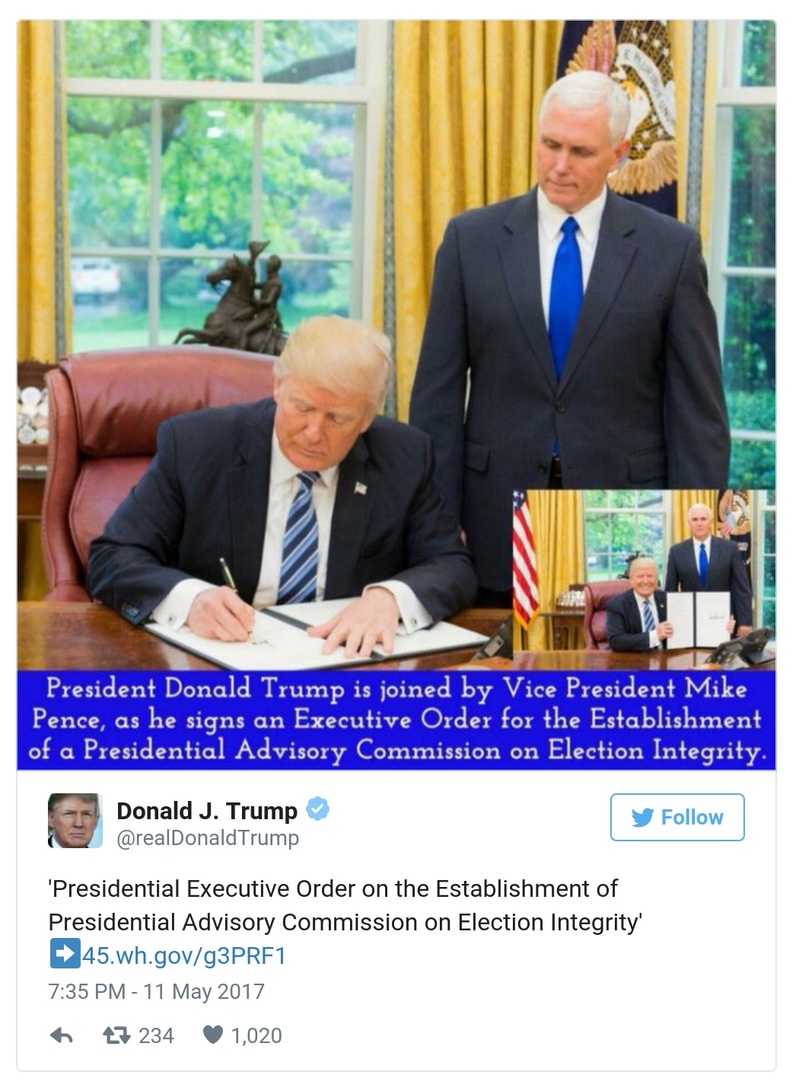 President Donald Trump is joined by Vice President Mike
Pence, as he signs an Executive Order for the Establishment
of a Presidential Advisory Commission on Election Integrity.
Donald J. Trump
@realDonaldTrump
Follow
'Presidential Executive Order on the Establishment of
Presidential Advisory Commission on Election Integrity'
➡45.wh.gov/g3PRF1
7:35 PM - 11 May 2017
234 1,020